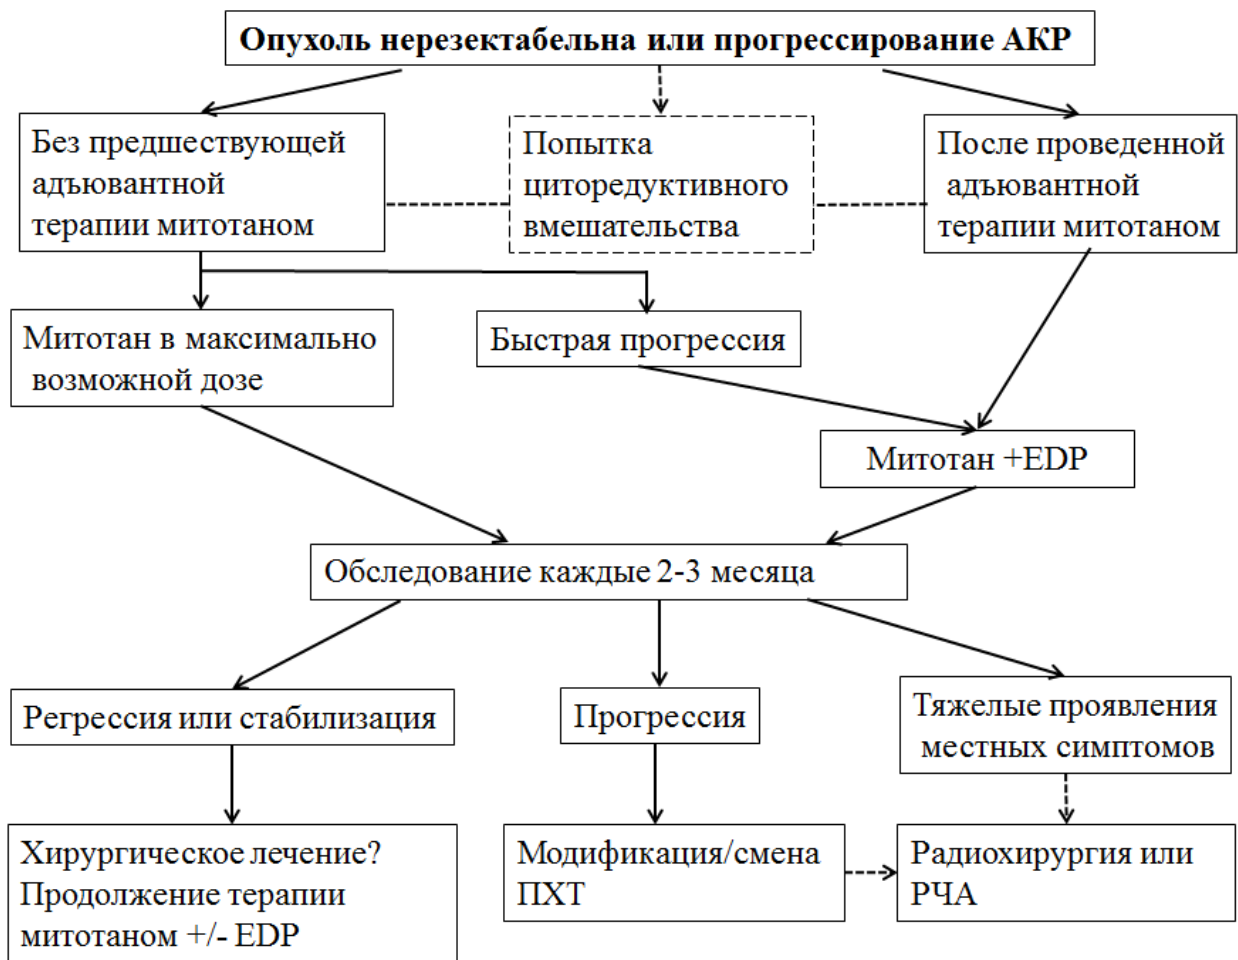 Опухоль нерезектабельна или прогрессирование АКР
Без предшествующей
адъювантной
терапии митотаном
Попытка
циторедуктивного
вмешательства
После проведенной
адъювантной
терапии митотаном
Митотан в максимально
возможной дозе
Быстрая прогрессия
Митотан +EDP
Обследование каждые 2-3 месяца
Регрессия или стабилизация
Прогрессия
Тяжелые проявления
местных симптомов
Хирургическое лечение?
Продолжение терапии
митотаном +/- EDP
Модификация/смена
ПХТ
Радиохирургия или
РЧА